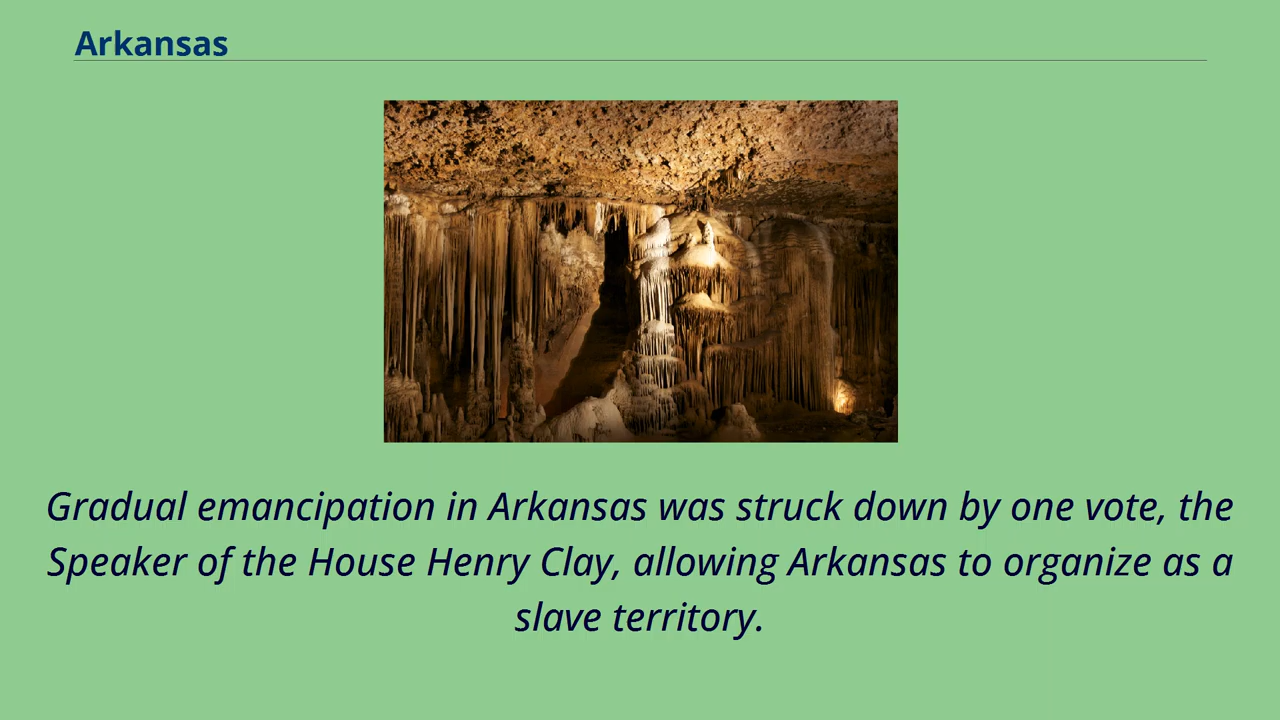 Arkansas
Gradual emancipation in Arkansas was struck down by one vote, the
Speaker of the House Henry Clay, allowing Arkansas to organize as a
slave territory.